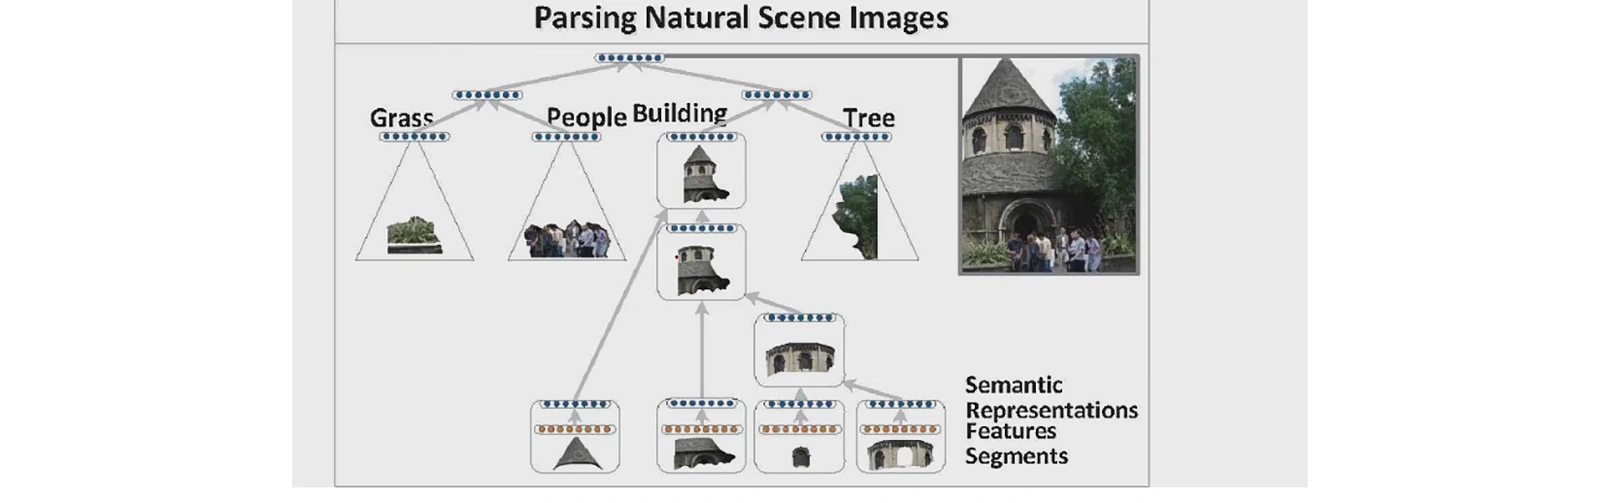 Parsing Natural Scene Images
Grass
People
Building
Tree
Semantic
Representations
Features
Segments